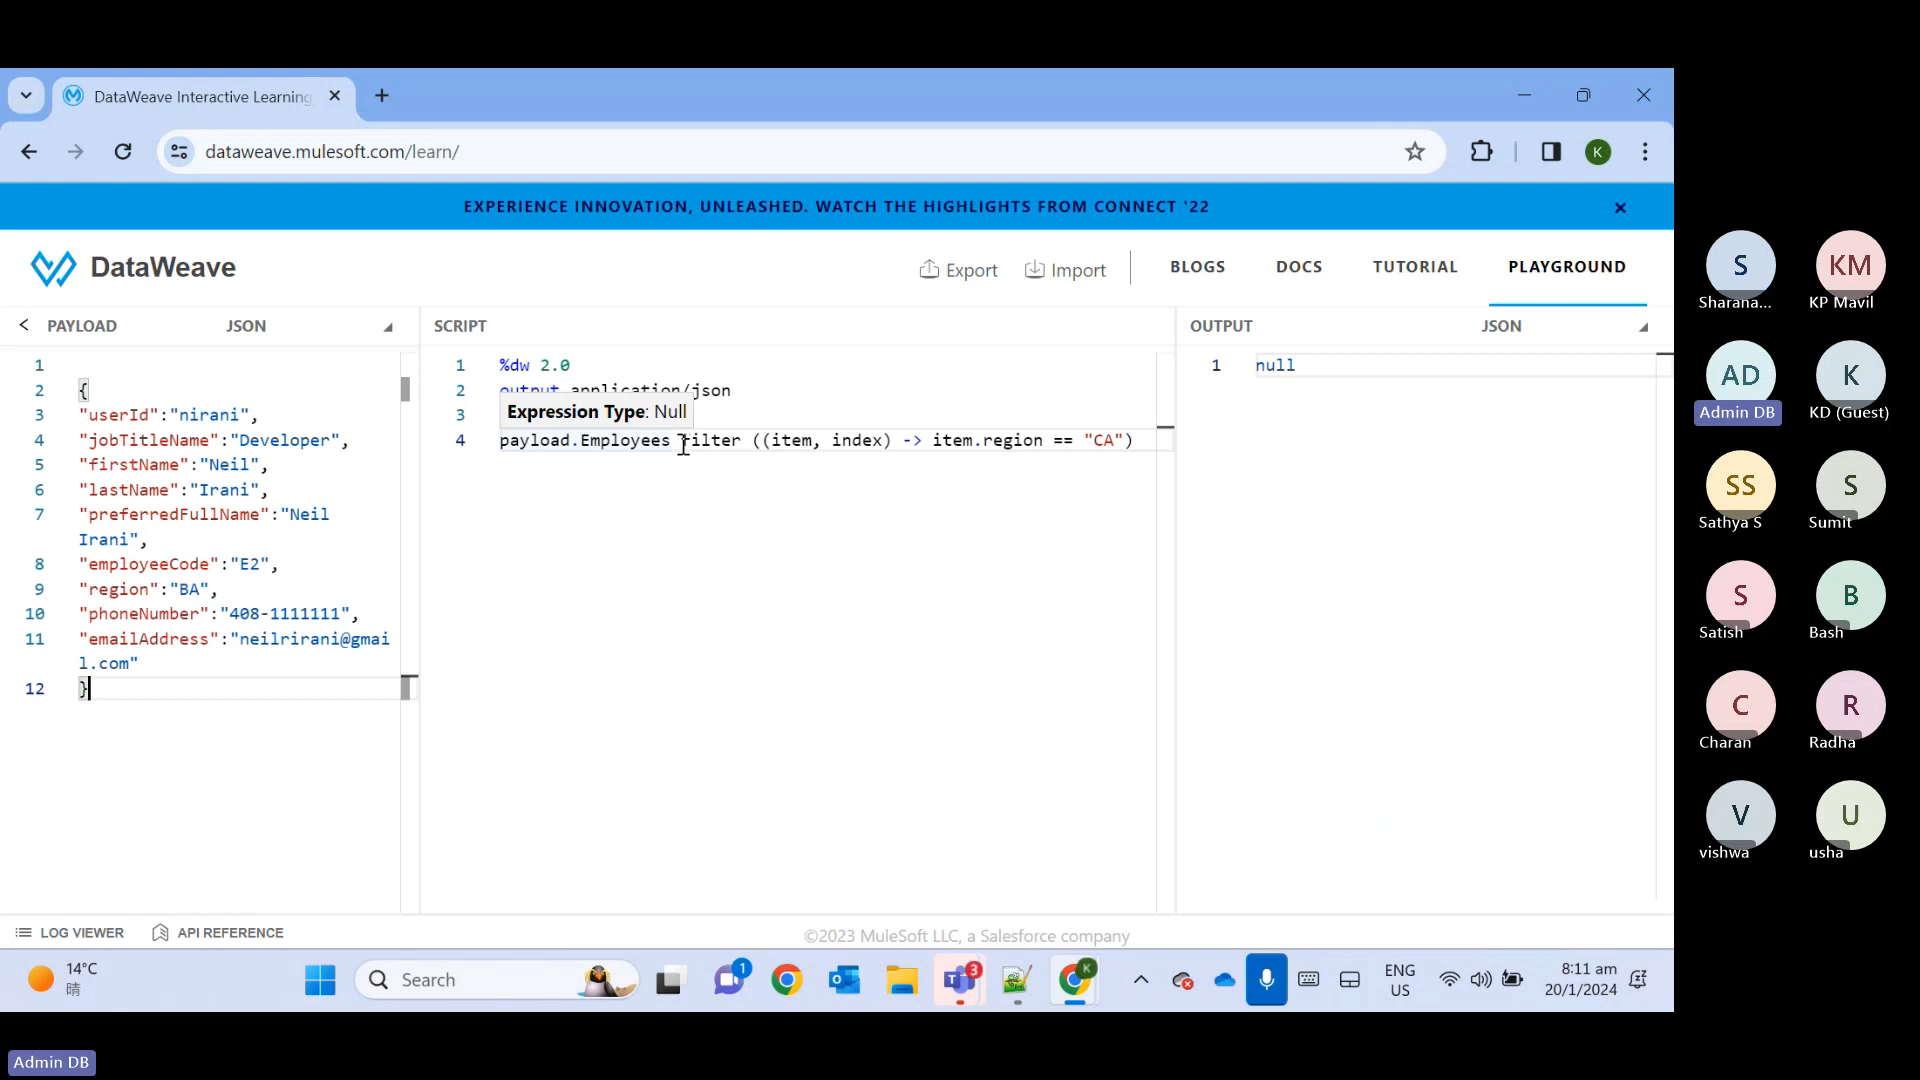 DataWeave Interactive Learning
dataweave.mulesoft.com/learn/
K
EXPERIENCE INNOVATION, UNLEASHED. WATCH THE HIGHLIGHTS FROM CONNECT '22
DataWeave
Export
Import
BLOGS
DOCS
TUTORIAL
PLAYGROUND
PAYLOAD
JSON
1
2 {
3 "userId":"nirani",
4 "jobTitleName":"Developer",
5 "firstName":"Neil",
6 "lastName":"Irani",
7 "preferredFullName":"Neil
Irani",
8 "employeeCode":"E2",
9 "region":"BA",
10 "phoneNumber":"408-1111111",
11 "emailAddress":"neilrirani@gmai
l.com"
12 }
SCRIPT
1 %dw 2.0
2 output application/json
3
Expression Type: Null
4 payload.Employees filter ((item, index) -> item.region == "CA")
OUTPUT
JSON
1 null
LOG VIEWER
API REFERENCE
©2023 MuleSoft LLC, a Salesforce company
14°C
晴
Search
1
3
K
ENG
US
8:11 am
20/1/2024
S
Sharana...
KM
KP Mavil
AD
Admin DB
K
KD (Guest)
SS
Sathya S
S
Sumit
S
Satish
B
Bash
C
Charan
R
Radha
V
vishwa
U
usha
Admin DB